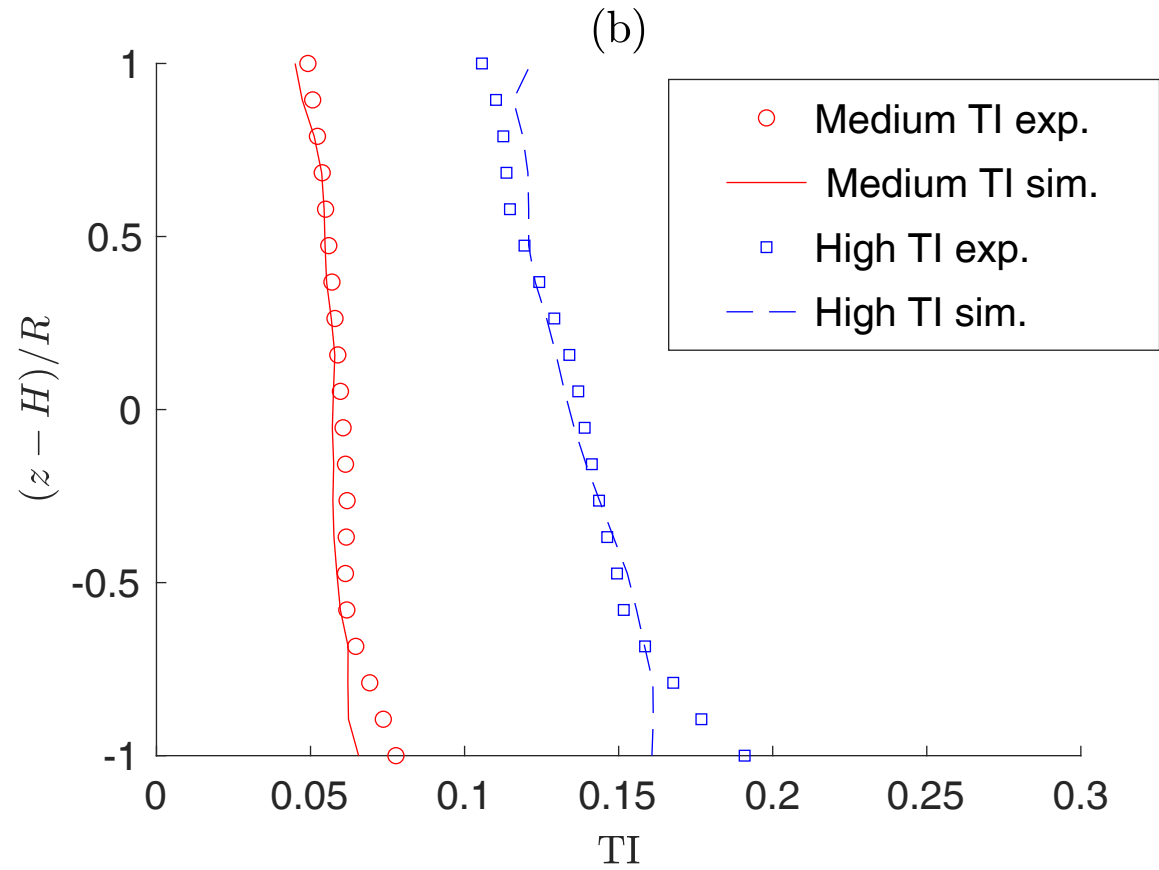 (b)
1
0.5
0
-0.5
-1
(z − H)/R
0 0.05 0.1 0.15 0.2 0.25 0.3
TI
Medium TI exp.
Medium TI sim.
High TI exp.
High TI sim.